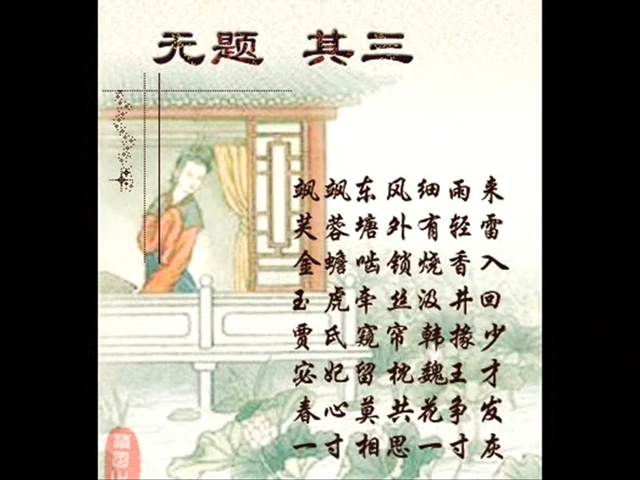 无题 其三
飒飒东风细雨来
芙蓉塘外有轻雷
金蟾啮锁烧香入
玉虎牵丝汲井回
贾氏窥帘韩掾少
宓妃留枕魏王才
春心莫共花争发
一寸相思一寸灰